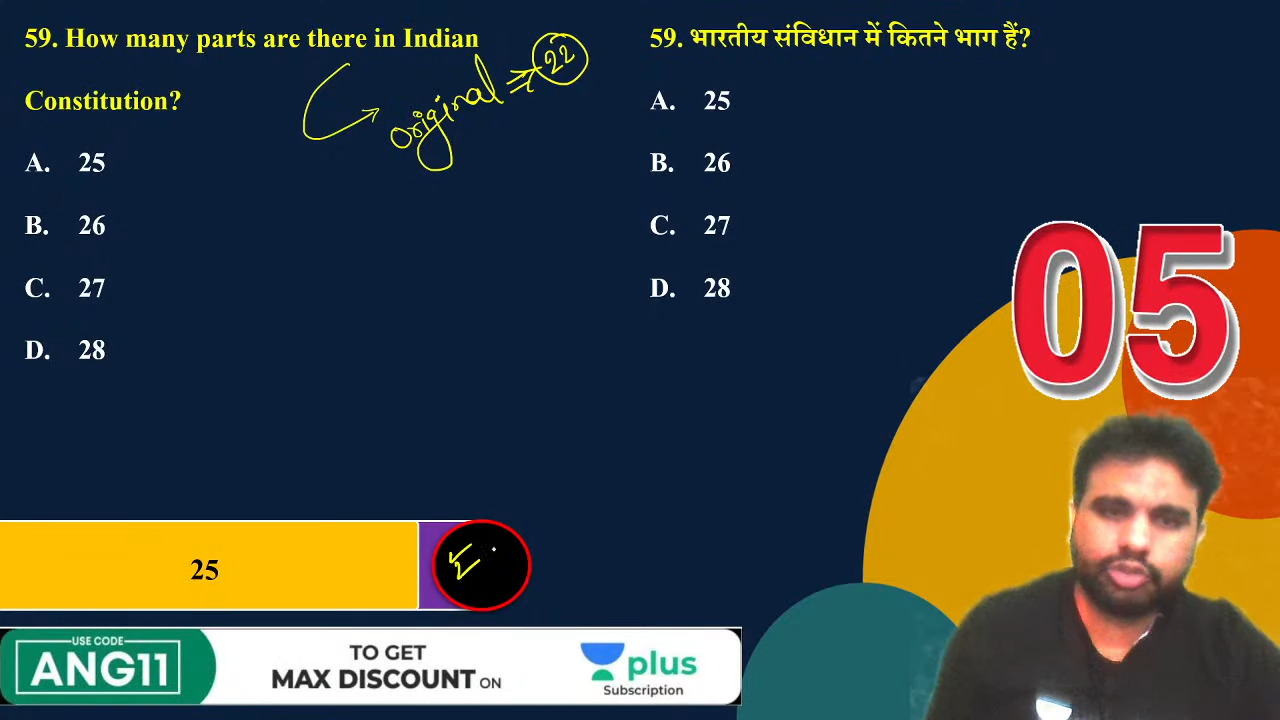 59. How many parts are there in Indian
Constitution?
A. 25
B. 26
C. 27
D. 28
original ⇒ 22
59. भारतीय संविधान में कितने भाग हैं?
A. 25
B. 26
C. 27
D. 28
05
25
USE CODE
ANG11
TO GET
MAX DISCOUNT ON
plus
Subscription